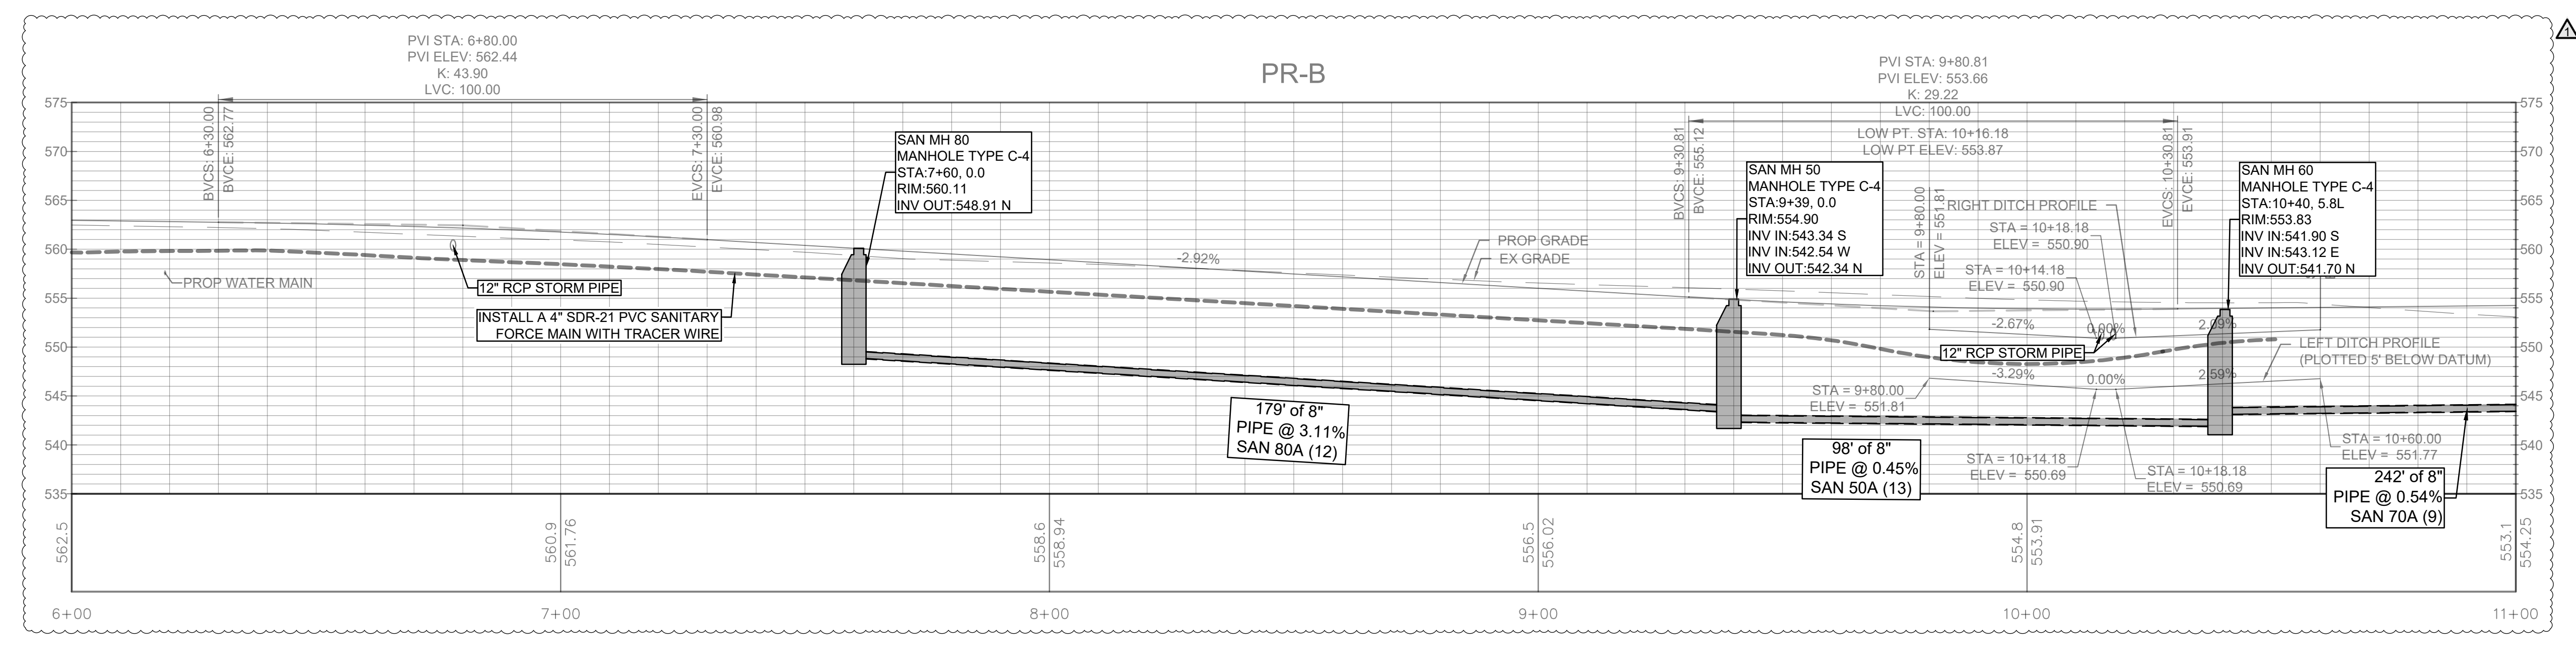 PR-B
1
PVI STA: 6+80.00
PVI ELEV: 562.44
K: 43.90
LVC: 100.00
BVCS: 6+30.00
BVCE: 562.77
EVCS: 7+30.00
EVCE: 560.98
PVI STA: 9+80.81
PVI ELEV: 553.66
K: 29.22
LVC: 100.00
LOW PT. STA: 10+16.18
LOW PT ELEV: 553.87
BVCS: 9+30.81
BVCE: 555.12
EVCS: 10+30.81
EVCE: 553.91
575
570
565
560
555
550
545
540
535
575
570
565
560
555
550
545
540
535
SAN MH 80
MANHOLE TYPE C-4
STA:7+60, 0.0
RIM:560.11
INV OUT:548.91 N
SAN MH 50
MANHOLE TYPE C-4
STA:9+39, 0.0
RIM:554.90
INV IN:543.34 S
INV IN:542.54 W
INV OUT:542.34 N
SAN MH 60
MANHOLE TYPE C-4
STA:10+40, 5.8L
RIM:553.83
INV IN:541.90 S
INV IN:543.12 E
INV OUT:541.70 N
STA = 9+80.00
ELEV = 551.81
RIGHT DITCH PROFILE
STA = 10+18.18
ELEV = 550.90
STA = 10+14.18
ELEV = 550.90
PROP GRADE
EX GRADE
-2.92%
PROP WATER MAIN
12" RCP STORM PIPE
INSTALL A 4" SDR-21 PVC SANITARY
FORCE MAIN WITH TRACER WIRE
-2.67%
0.00%
2.09%
12" RCP STORM PIPE
LEFT DITCH PROFILE
(PLOTTED 5' BELOW DATUM)
-3.29%
0.00%
2.59%
STA = 9+80.00
ELEV = 551.81
179' of 8"
PIPE @ 3.11%
SAN 80A (12)
98' of 8"
PIPE @ 0.45%
SAN 50A (13)
STA = 10+14.18
ELEV = 550.69
STA = 10+18.18
ELEV = 550.69
STA = 10+60.00
ELEV = 551.77
242' of 8"
PIPE @ 0.54%
SAN 70A (9)
562.5
560.9
561.76
558.6
558.94
556.5
556.02
554.8
553.91
553.1
554.25
6+00
7+00
8+00
9+00
10+00
11+00